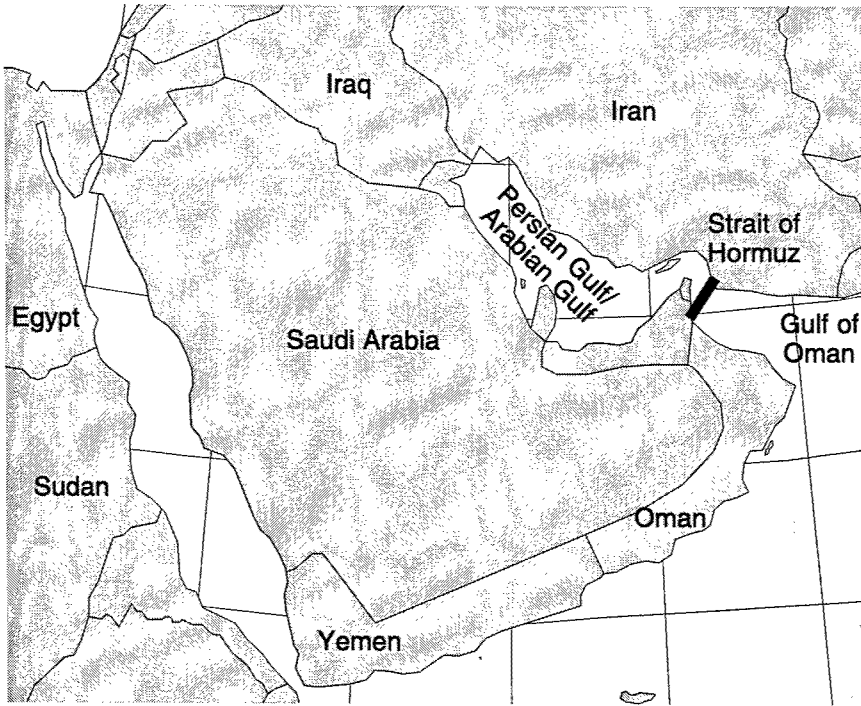 Iraq
Iran
Persian Gulf/
Arabian Gulf
Strait of
Hormuz
Egypt
Saudi Arabia
Gulf of
Oman
Sudan
Oman
Yemen